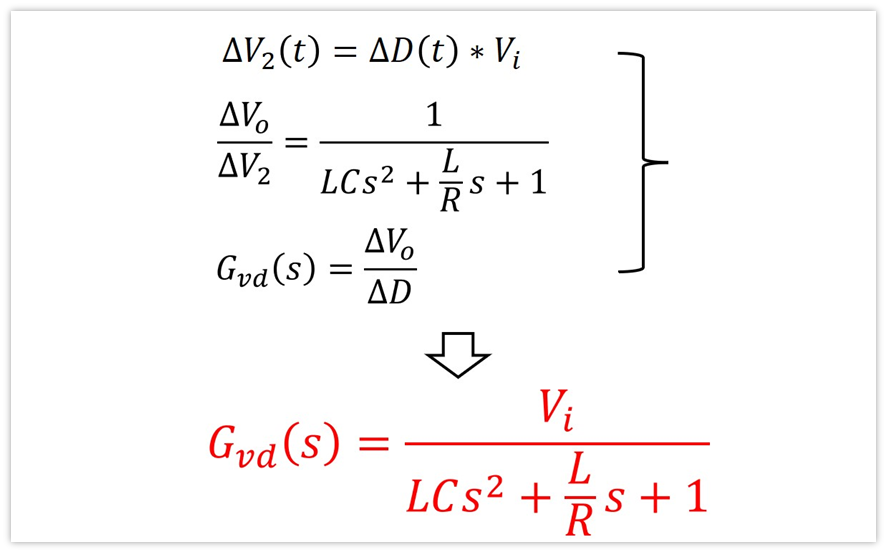 ΔV₂(t) = ΔD(t) * Vᵢ
ΔVₒ/ΔV₂ = 1/(LCs² + (L/R)s + 1)
G_vd(s) = ΔVₒ/ΔD
G_vd(s) = Vᵢ/(LCs² + (L/R)s + 1)